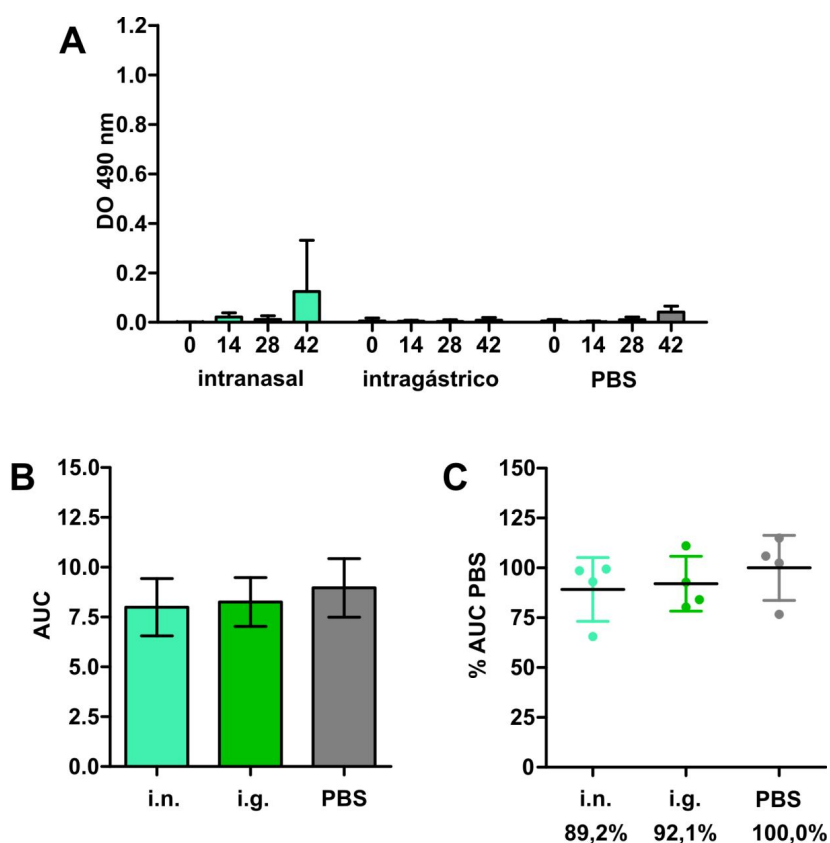 A
DO 490 nm
1.2
1.0
0.8
0.6
0.4
0.2
0.0
0 14 28 42 0 14 28 42 0 14 28 42
intranasal intragástrico PBS
B
AUC
15.0
12.5
10.0
7.5
5.0
2.5
0.0
i.n. i.g. PBS
C
% AUC PBS
150
125
100
75
50
25
0
i.n. i.g. PBS
89,2% 92,1% 100,0%